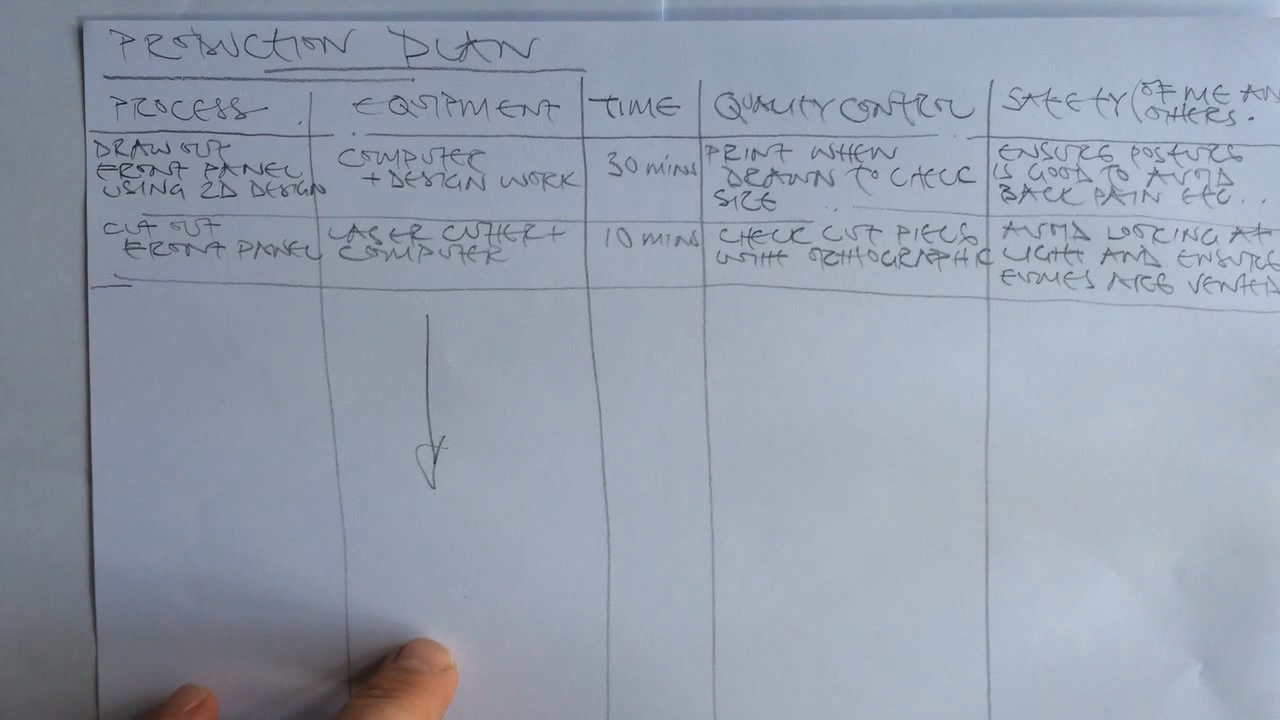 PRODUCTION PLAN
PROCESS
EQUIPMENT
TIME
QUALITY CONTROL
SAFETY (OF ME AN
OTHERS.
DRAW OUT
FRONT PANEL
USING 2D DESIGN
COMPUTER
+ DESIGN WORK
30 mins
PRINT WHEN
DRAWN TO CHECK
SIZE
ENSURE POSTURE
IS GOOD TO AVOID
BACK PAIN ETC...
CUT OUT
FRONT PANEL
LASER CUTTER +
COMPUTER
10 mins
CHECK CUT PIECES
WITH ORTHOGRAPHIC
AVOID LOOKING AT
LIGHT AND ENSURE
FUMES ARE VENTED